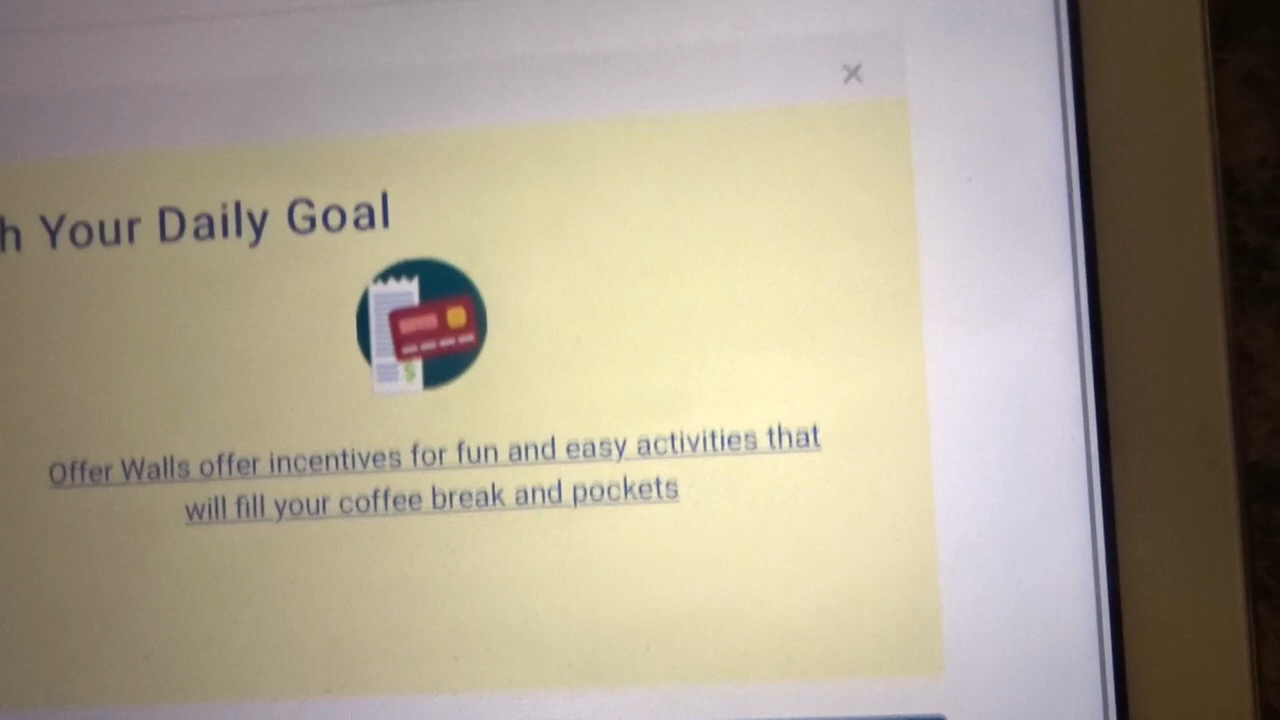 h Your Daily Goal
Offer Walls offer incentives for fun and easy activities that
will fill your coffee break and pockets